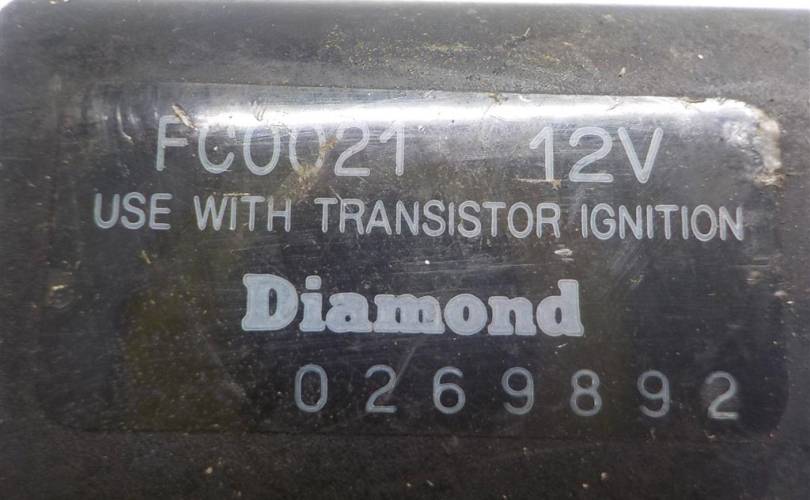 FC0021 12V
USE WITH TRANSISTOR IGNITION
Diamond
0269892